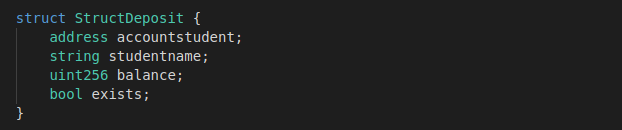 struct StructDeposit {
    address accountstudent;
    string studentname;
    uint256 balance;
    bool exists;
}